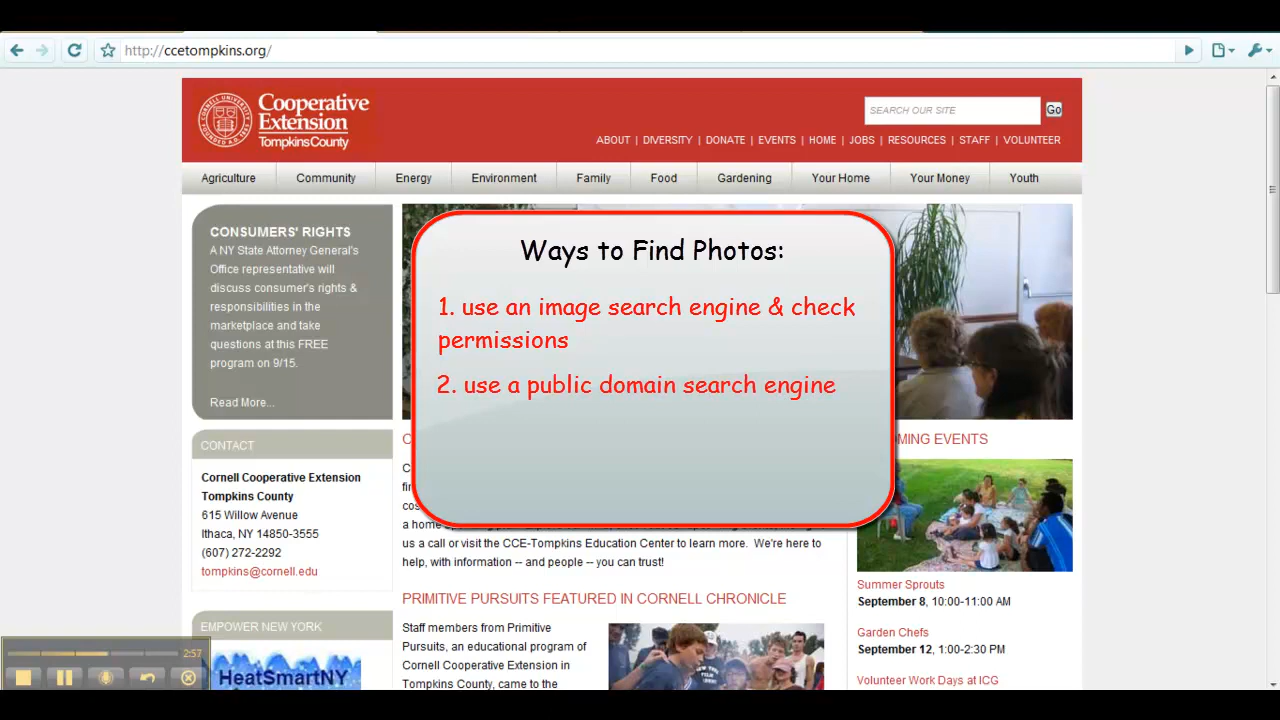 http://ccetompkins.org/
Cooperative
Extension
Tompkins County
SEARCH OUR SITE
Go
ABOUT | DIVERSITY | DONATE | EVENTS | HOME | JOBS | RESOURCES | STAFF | VOLUNTEER
Agriculture Community Energy Environment Family Food Gardening Your Home Your Money Youth
CONSUMERS' RIGHTS
A NY State Attorney General's
Office representative will
discuss consumer's rights &
responsibilities in the
marketplace and take
questions at this FREE
program on 9/15.
Read More...
Ways to Find Photos:
1. use an image search engine & check
permissions
2. use a public domain search engine
CONTACT
Cornell Cooperative Extension
Tompkins County
615 Willow Avenue
Ithaca, NY 14850-3555
(607) 272-2292
tompkins@cornell.edu
EMPOWER NEW YORK
HeatSmartNY
2:57
us a call or visit the CCE-Tompkins Education Center to learn more. We're here to
help, with information -- and people -- you can trust!
PRIMITIVE PURSUITS FEATURED IN CORNELL CHRONICLE
Staff members from Primitive
Pursuits, an educational program of
Cornell Cooperative Extension in
Tompkins County, came to the
EVENTS
Summer Sprouts
September 8, 10:00-11:00 AM
Garden Chefs
September 12, 1:00-2:30 PM
Volunteer Work Days at ICG